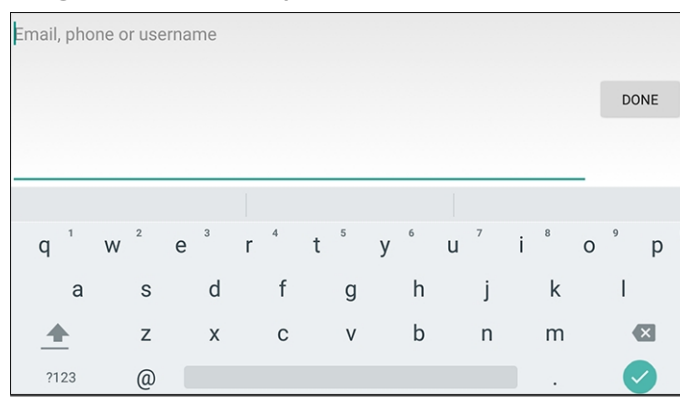 Email, phone or username
DONE
q 1 w 2 e 3 r 4 t 5 y 6 u 7 i 8 o 9 p
a s d f g h j k l
z x c v b n m
?123 @ .